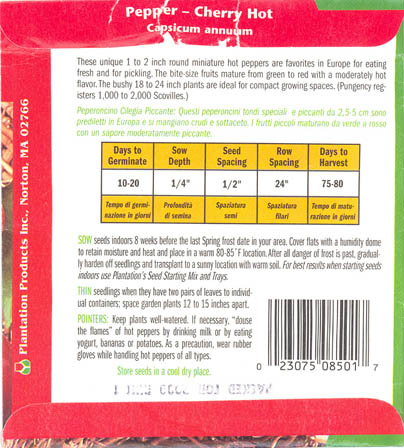 Pepper – Cherry Hot
Capsicum annuum
These unique 1 to 2 inch round miniature hot peppers are favorites in Europe for eating
fresh and for pickling. The bite-size fruits mature from green to red with a moderately hot
flavor. The bushy 18 to 24 inch plants are ideal for compact growing spaces. (Pungency reg-
isters 1,000 to 2,000 Scovilles.)
Peperoncino Cilegia Piccante: Questi peperoncini tondi speciali e piccanti da 2,5-5 cm sono
prediletti in Europa e si mangiano crudi e sottaceto. I frutti piccoli maturano da verde a rosso
con un sapore moderatamente piccante.
Days to Germinate Sow Depth Seed Spacing Row Spacing Days to Harvest
10-20 1/4" 1/2" 24" 75-80
Tempo di germi-nazione in giorni Profondità di semina Spaziatura semi Spaziatura filari Tempo di matu-razione in giorni
SOW seeds indoors 8 weeks before the last Spring frost date in your area. Cover flats with a humidity dome
to retain moisture and heat and place in a warm 80-85˚F location. After all danger of frost is past, gradual-
ly harden off seedlings and transplant to a sunny location with warm soil. For best results when starting seeds
indoors use Plantation's Seed Starting Mix and Trays.
THIN seedlings when they have two pairs of leaves to individ-
ual containers; space garden plants 12 to 15 inches apart.
POINTERS: Keep plants well-watered. If necessary, "douse
the flames" of hot peppers by drinking milk or by eating
yogurt, bananas or potatoes. As a precaution, wear rubber
gloves while handling hot peppers of all types.
Store seeds in a cool dry place.
0 23075 08501 7
Plantation Products Inc., Norton, MA 02766